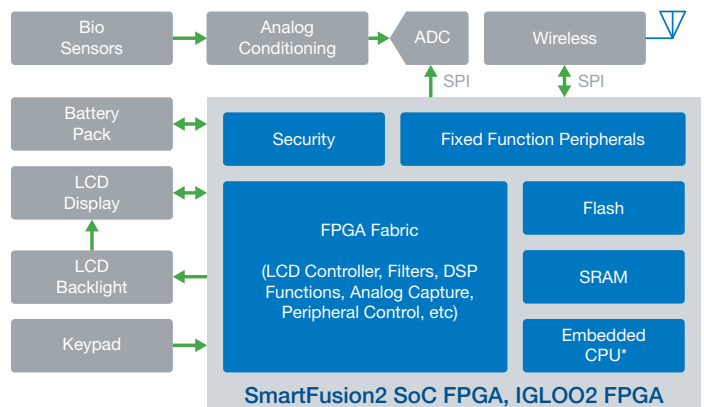 Bio
Sensors
Analog
Conditioning
ADC
Wireless
SPI
SPI
Battery
Pack
Security
Fixed Function Peripherals
LCD
Display
FPGA Fabric
(LCD Controller, Filters, DSP
Functions, Analog Capture,
Peripheral Control, etc)
Flash
LCD
Backlight
SRAM
Keypad
Embedded
CPU*
SmartFusion2 SoC FPGA, IGLOO2 FPGA